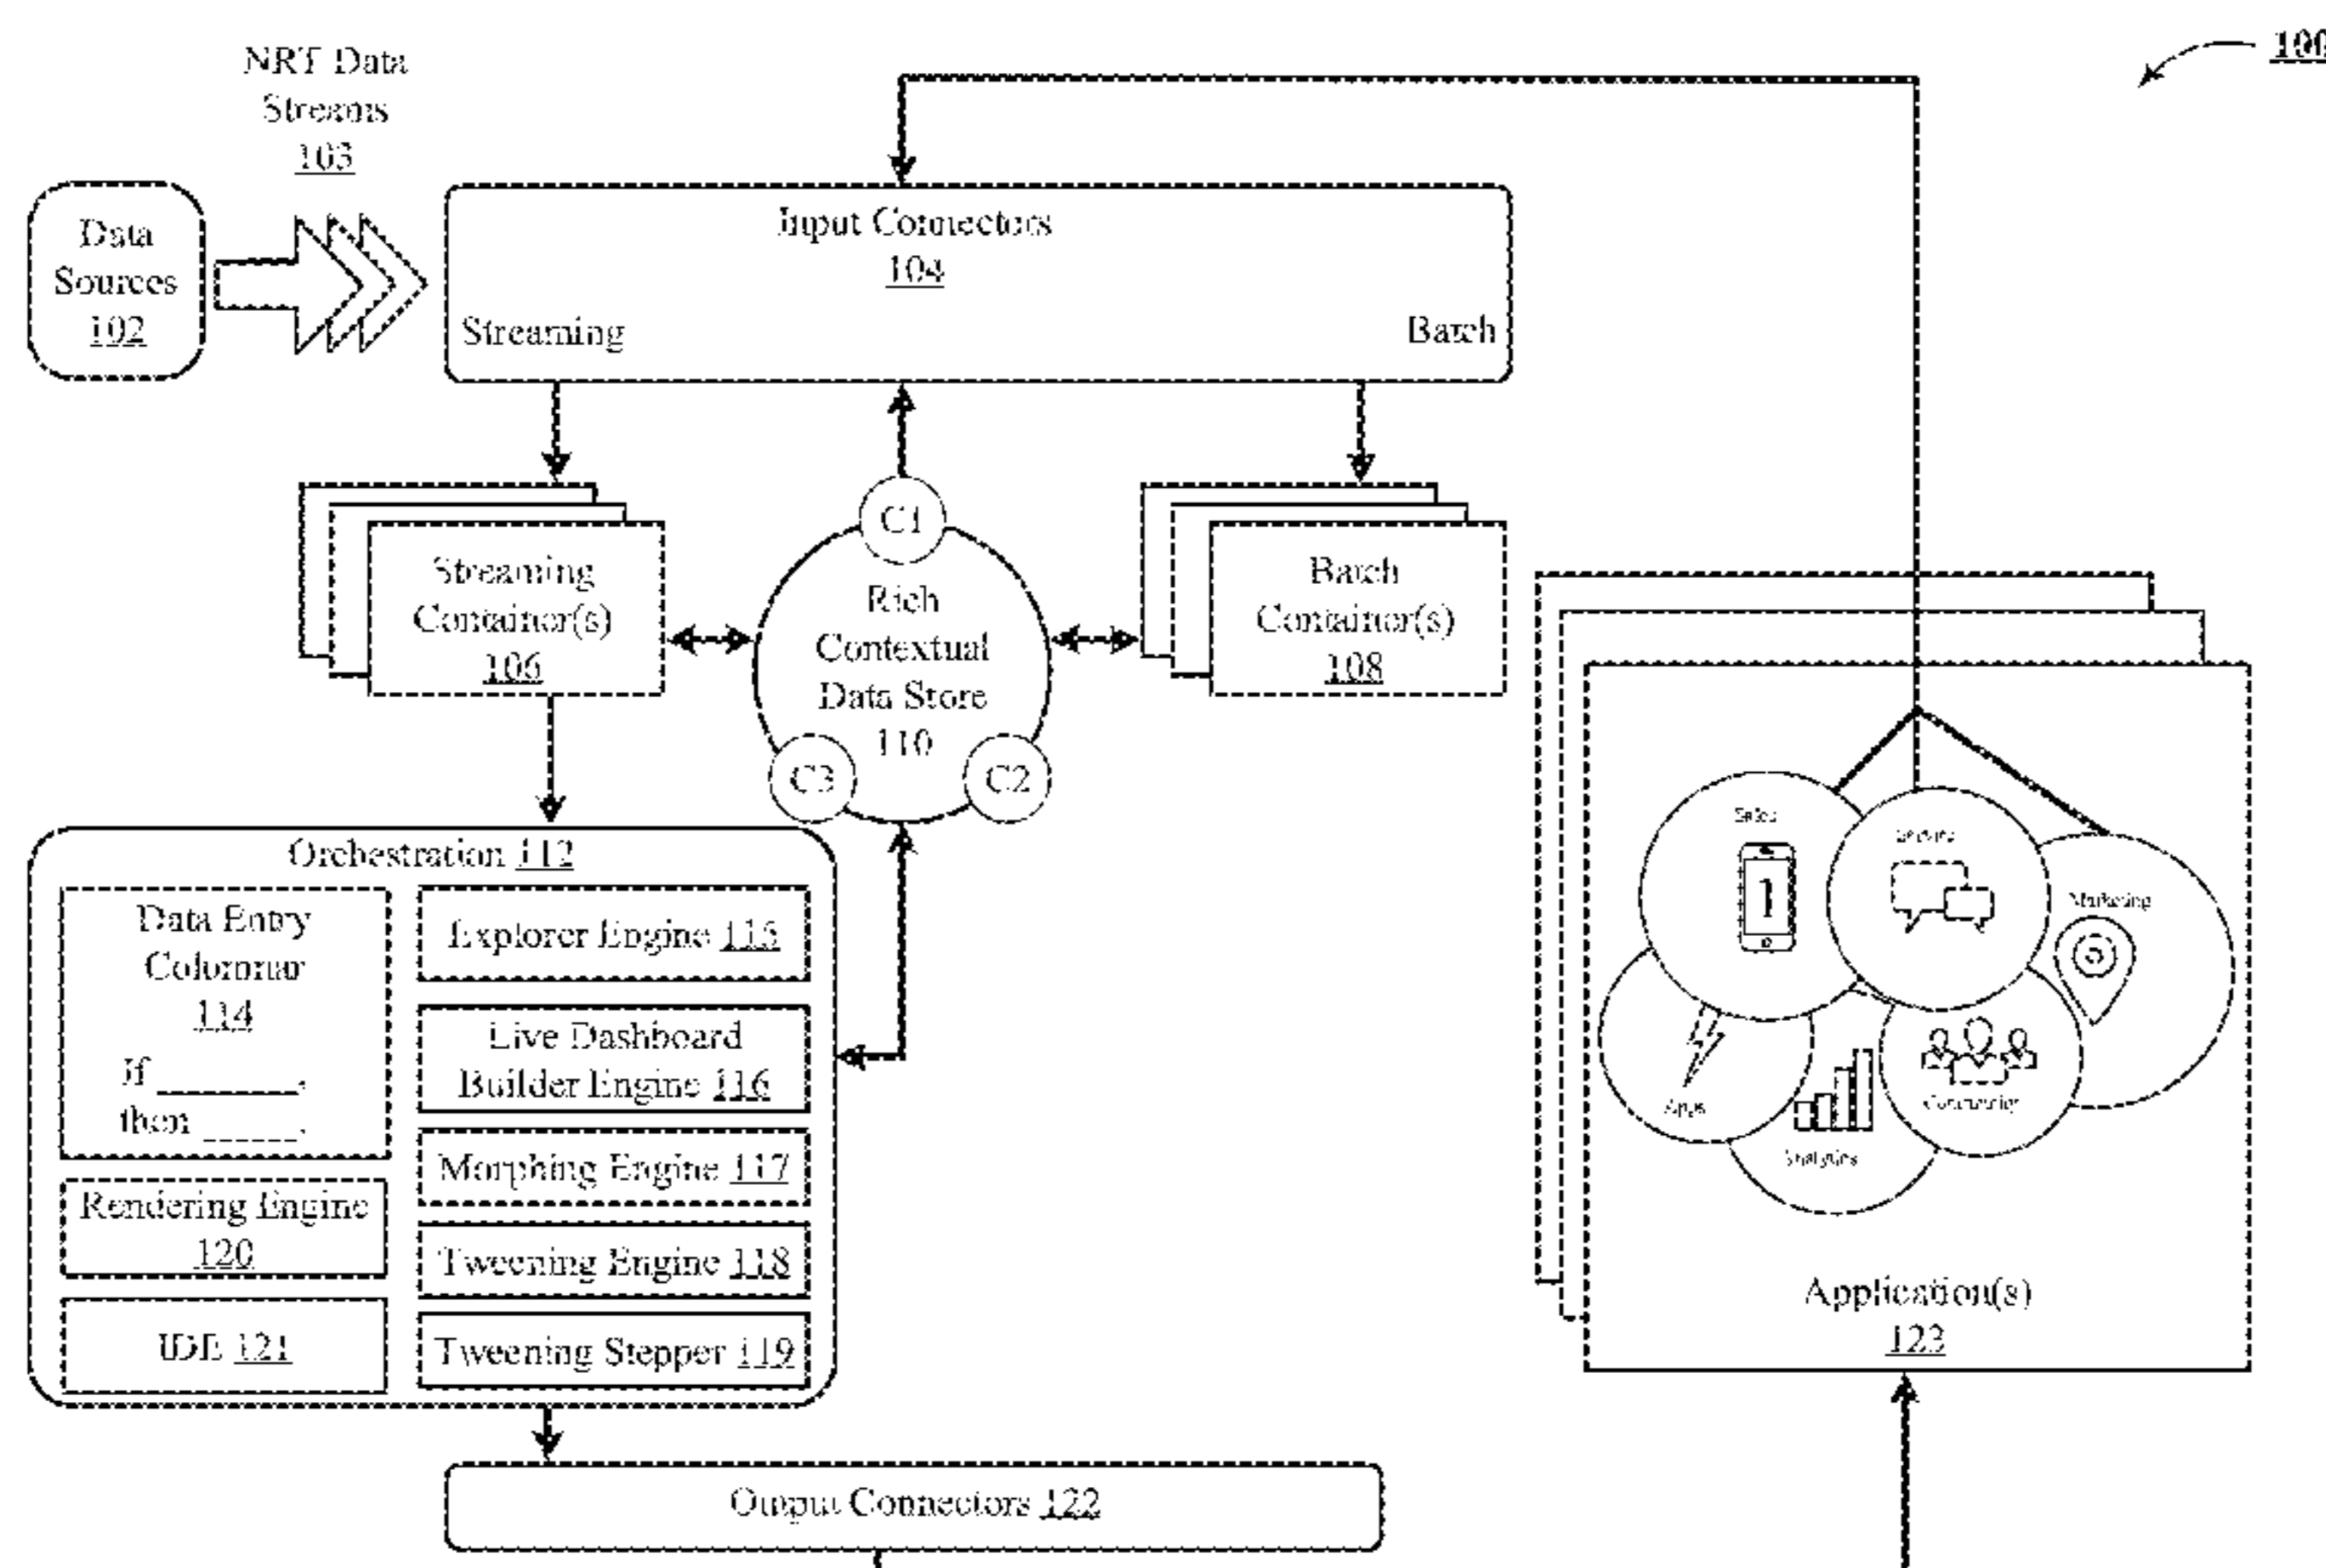 100
NRT Data
Streams
103
Data
Sources
102
Input Connectors
104
Streaming
Batch
C1
Streaming
Container(s)
106
Rich
Contextual
Data Store
110
Batch
Container(s)
108
C3
C2
Orchestration 112
Data Entry
Columnar
114
If ________,
then ______.
Explorer Engine 115
Live Dashboard
Builder Engine 116
Morphing Engine 117
Rendering Engine
120
Tweening Engine 118
IDE 121
Tweening Stepper 119
Sales
1
Service
Marketing
Apps
Analytics
Community
Application(s)
123
Output Connectors 122